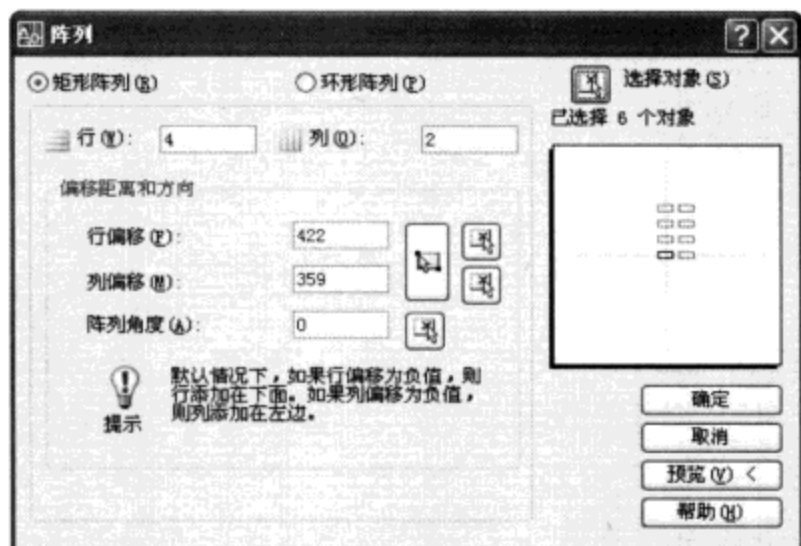 阵列
矩形阵列(R) 环形阵列(P) 选择对象(S)
已选择 6 个对象
行(W): 4 列(O): 2
偏移距离和方向
行偏移(F): 422
列偏移(M): 359
阵列角度(A): 0
默认情况下，如果行偏移为负值，则
行添加在下面。如果列偏移为负值，
则列添加在左边。
提示
确定
取消
预览(V) <
帮助(H)